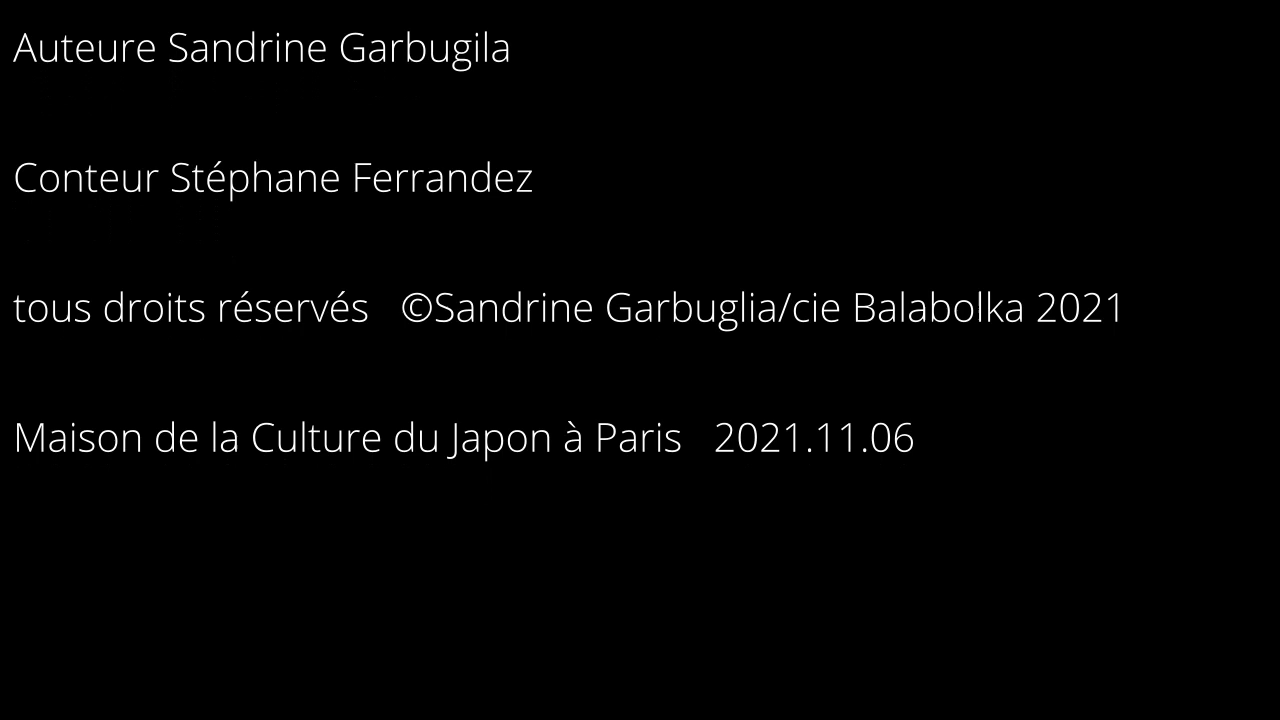 Auteure Sandrine Garbugila
Conteur Stéphane Ferrandez
tous droits réservés ©Sandrine Garbuglia/cie Balabolka 2021
Maison de la Culture du Japon à Paris 2021.11.06